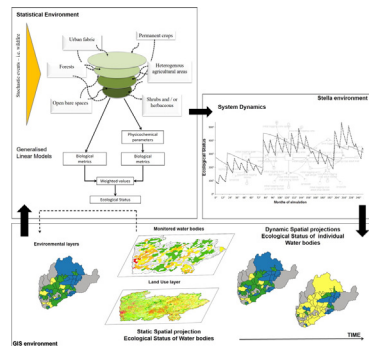 Statistical Environment
Stochastic events - i.e. wildfire
Urban fabric
Permanent crops
Forests
Heterogenous
agricultural areas
Open bare spaces
Shrubs and / or
herbaceous
Generalised
Linear Models
Physicochemical
parameters
Biological
metrics
Biological
metrics
Weighted values
Ecological Status
Stella environment
System Dynamics
Ecological Status
Months of simulation
Environmental layers
GIS environment
Monitored water bodies
Land Use layer
Static Spatial projection
Ecological Status of Water bodies
Dynamic Spatial projections
Ecological Status of individual
Water bodies
TIME